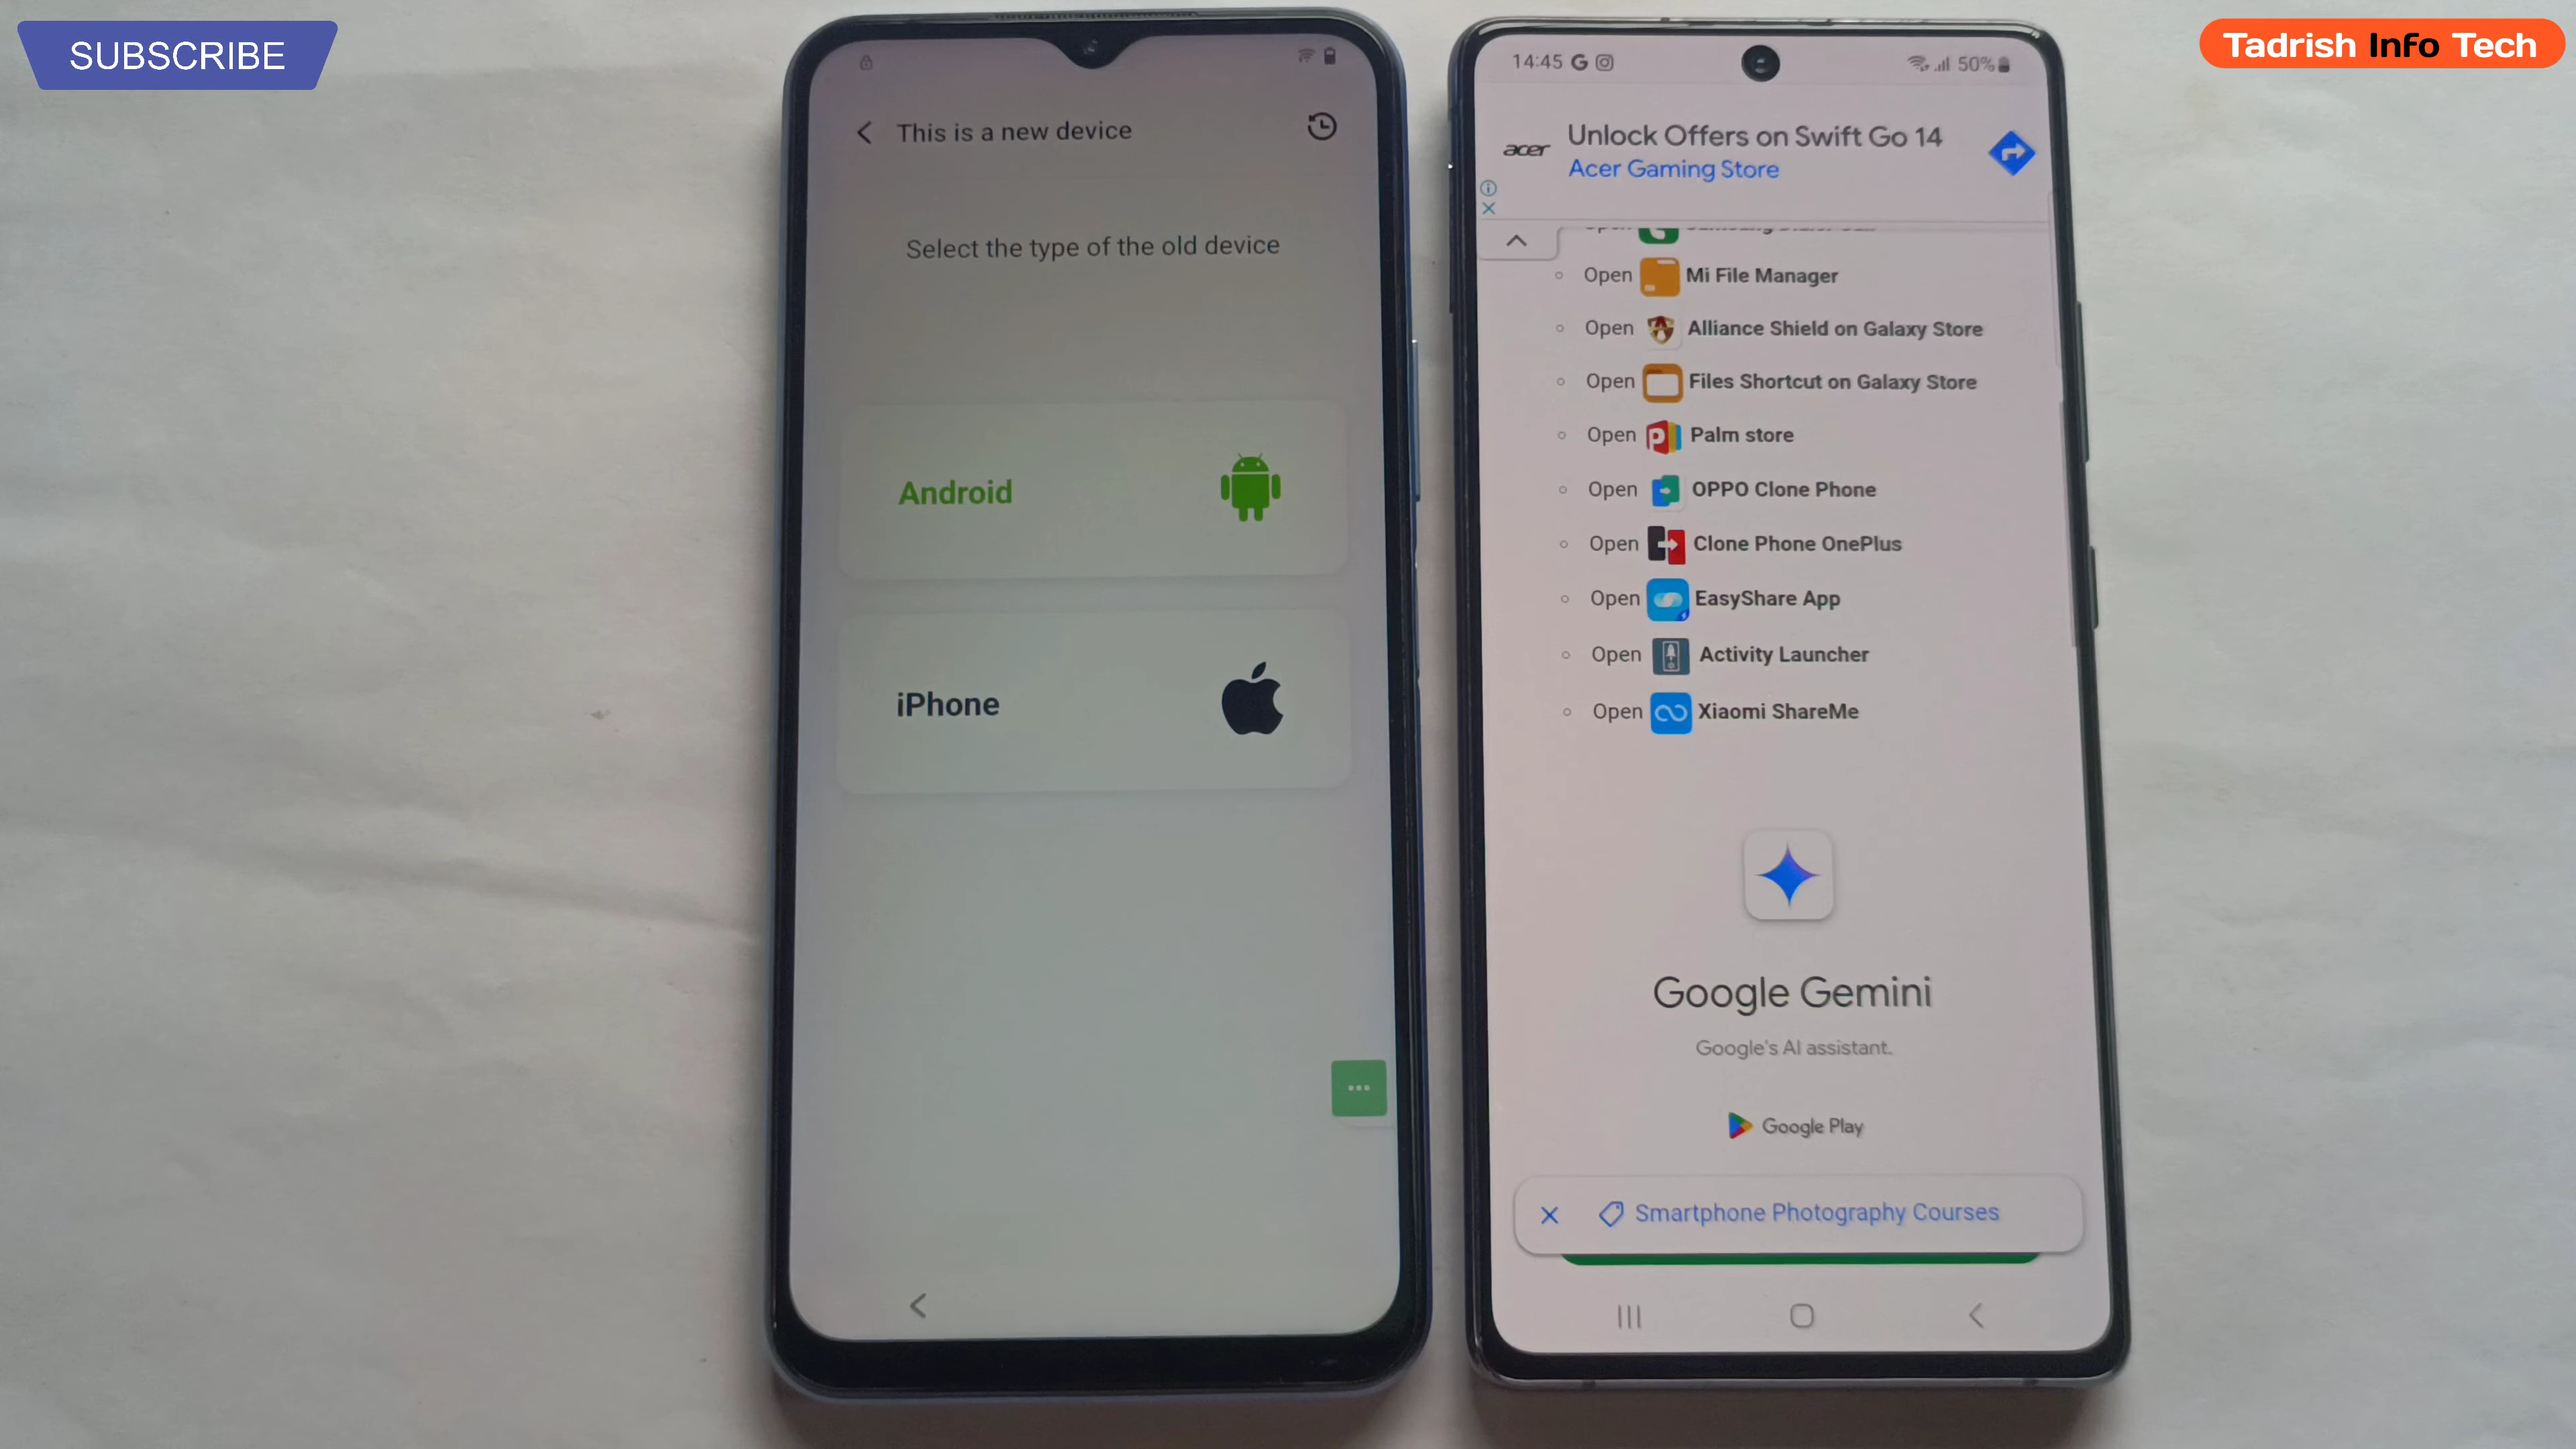 SUBSCRIBE
Tadrish Info Tech
This is a new device
Select the type of the old device
Android
iPhone
14:45
50%
acer
Unlock Offers on Swift Go 14
Acer Gaming Store
Open
Open Mi File Manager
Open Alliance Shield on Galaxy Store
Open Files Shortcut on Galaxy Store
Open Palm store
Open OPPO Clone Phone
Open Clone Phone OnePlus
Open EasyShare App
Open Activity Launcher
Open Xiaomi ShareMe
Google Gemini
Google's AI assistant.
Google Play
Smartphone Photography Courses